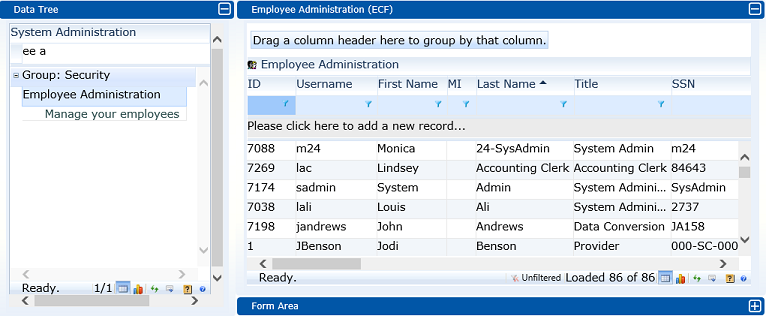 Data Tree
System Administration
ee a
Group: Security
Employee Administration
Manage your employees
Ready. 1/1
Employee Administration (ECF)
Drag a column header here to group by that column.
Employee Administration
ID Username First Name MI Last Name Title SSN
Please click here to add a new record...
7088 m24 Monica 24-SysAdmin System Admin m24
7269 lac Lindsey Accounting Clerk Accounting Clerk 84643
7174 sadmin System Admin System Admini... SysAdmin
7038 lali Louis Ali System Admini... 2737
7198 jandrews John Andrews Data Conversion JA158
1 JBenson Jodi Benson Provider 000-SC-000
Ready. Unfiltered Loaded 86 of 86
Form Area